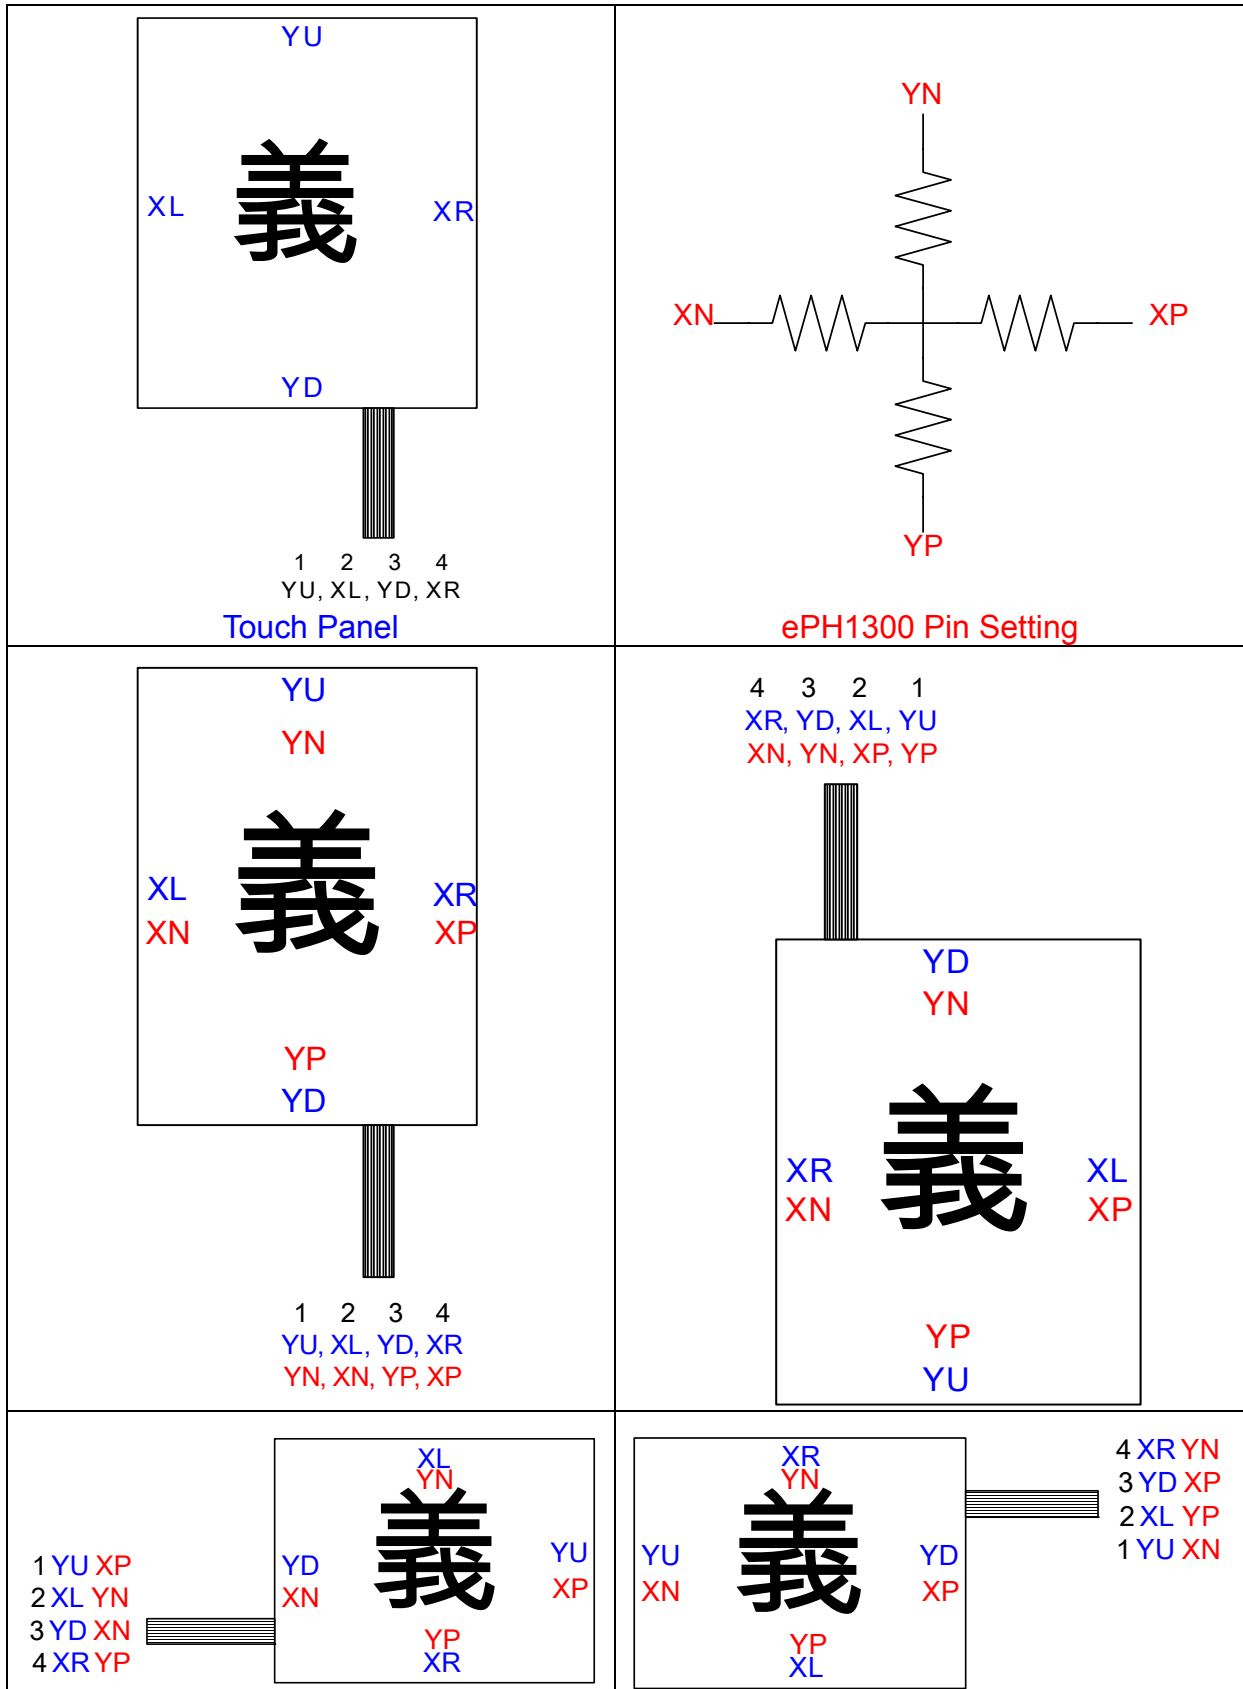 YU
義
XL
XR
YD
1 2 3 4
YU, XL, YD, XR
Touch Panel
YN
XN
XP
YP
ePH1300 Pin Setting
YU
YN
義
XL
XR
XN
XP
YP
YD
1 2 3 4
YU, XL, YD, XR
YN, XN, YP, XP
4 3 2 1
XR, YD, XL, YU
XN, YN, XP, YP
YD
YN
義
XR
XL
XN
XP
YP
YU
XL
YN
義
YD
YU
XN
XP
YP
XR
1 YU XP
2 XL YN
3 YD XN
4 XR YP
XR
YN
義
YU
YD
XN
XP
YP
XL
4 XR YN
3 YD XP
2 XL YP
1 YU XN